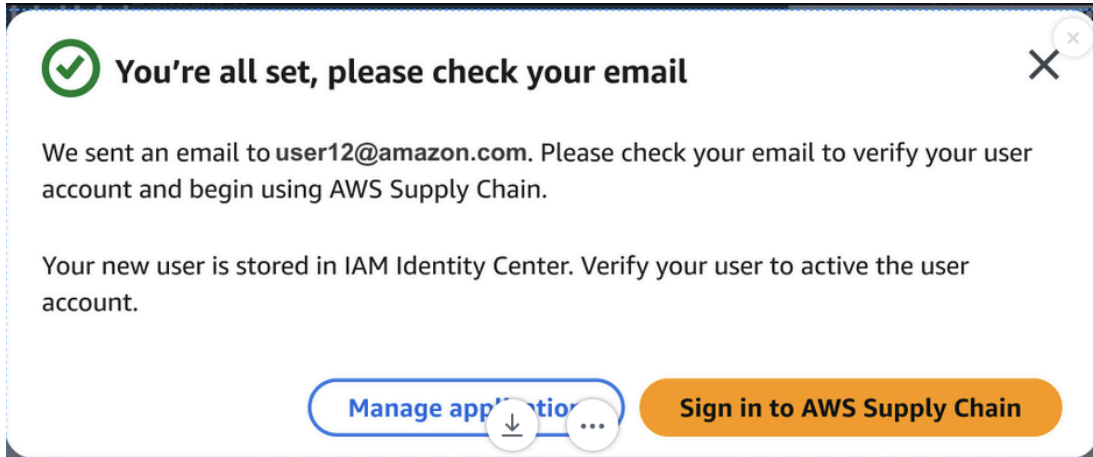 You're all set, please check your email
We sent an email to user12@amazon.com. Please check your email to verify your user
account and begin using AWS Supply Chain.
Your new user is stored in IAM Identity Center. Verify your user to active the user
account.
Manage Sign in to AWS Supply Chain